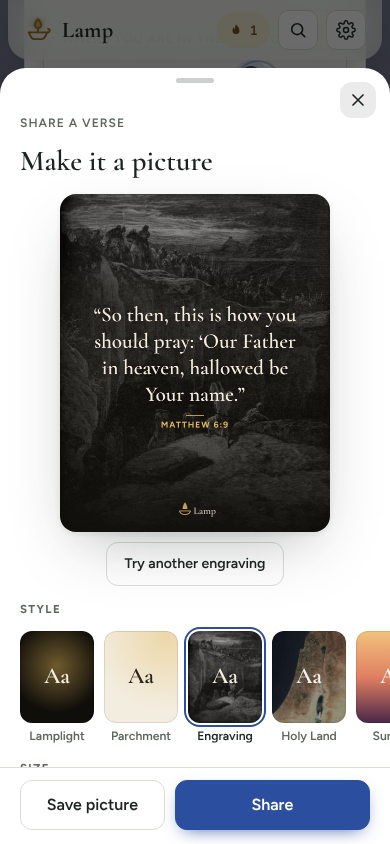 Lamp
1
SHARE A VERSE
Make it a picture
“So then, this is how you
should pray: ‘Our Father
in heaven, hallowed be
Your name.”
MATTHEW 6:9
Lamp
Try another engraving
STYLE
Aa
Aa
Aa
Aa
Lamplight
Parchment
Engraving
Holy Land
Save picture
Share